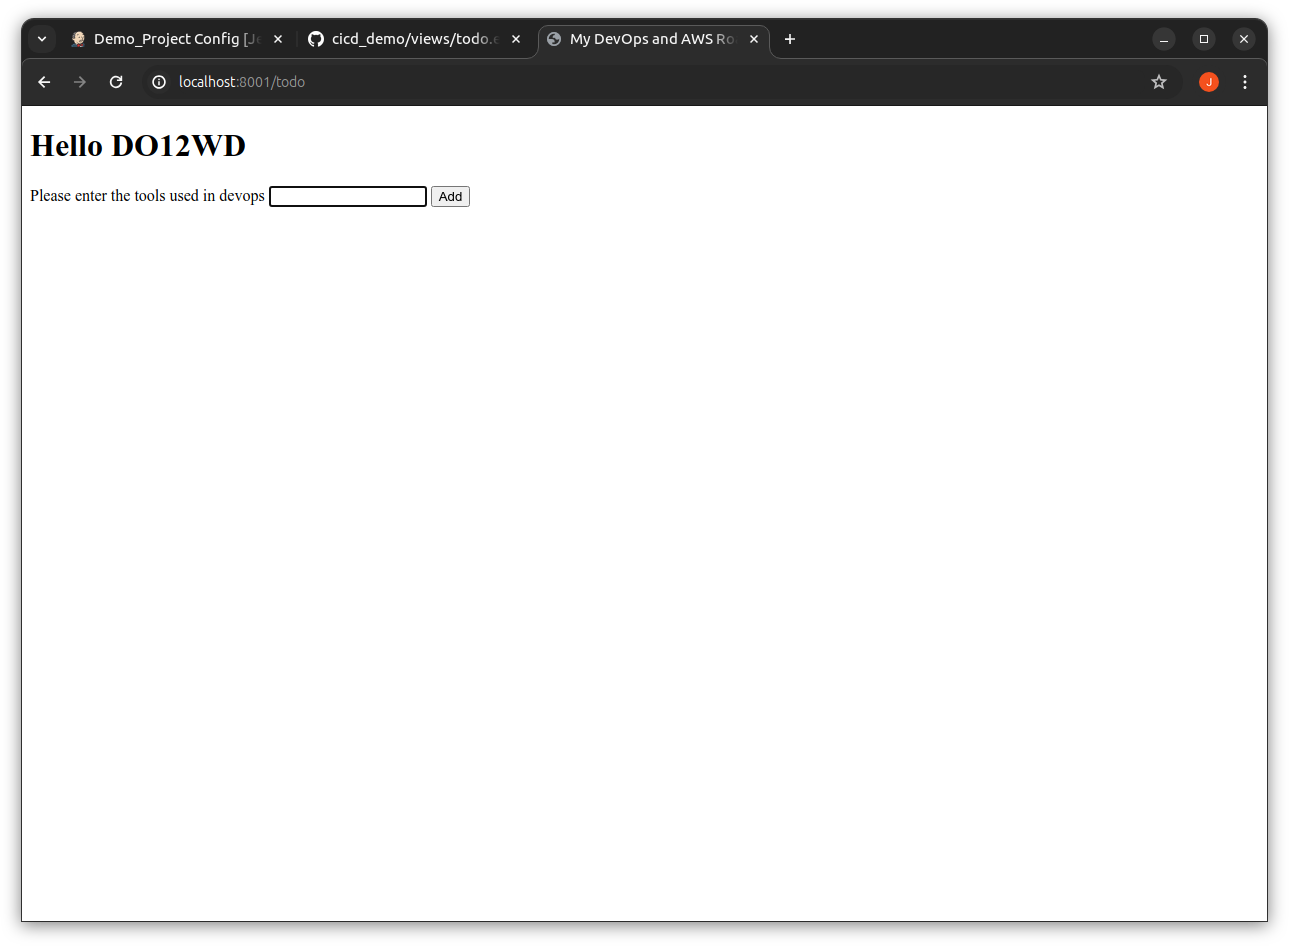 Demo_Project Config [Je
cicd_demo/views/todo.e
My DevOps and AWS Ro
localhost:8001/todo
J
Hello DO12WD
Please enter the tools used in devops Add